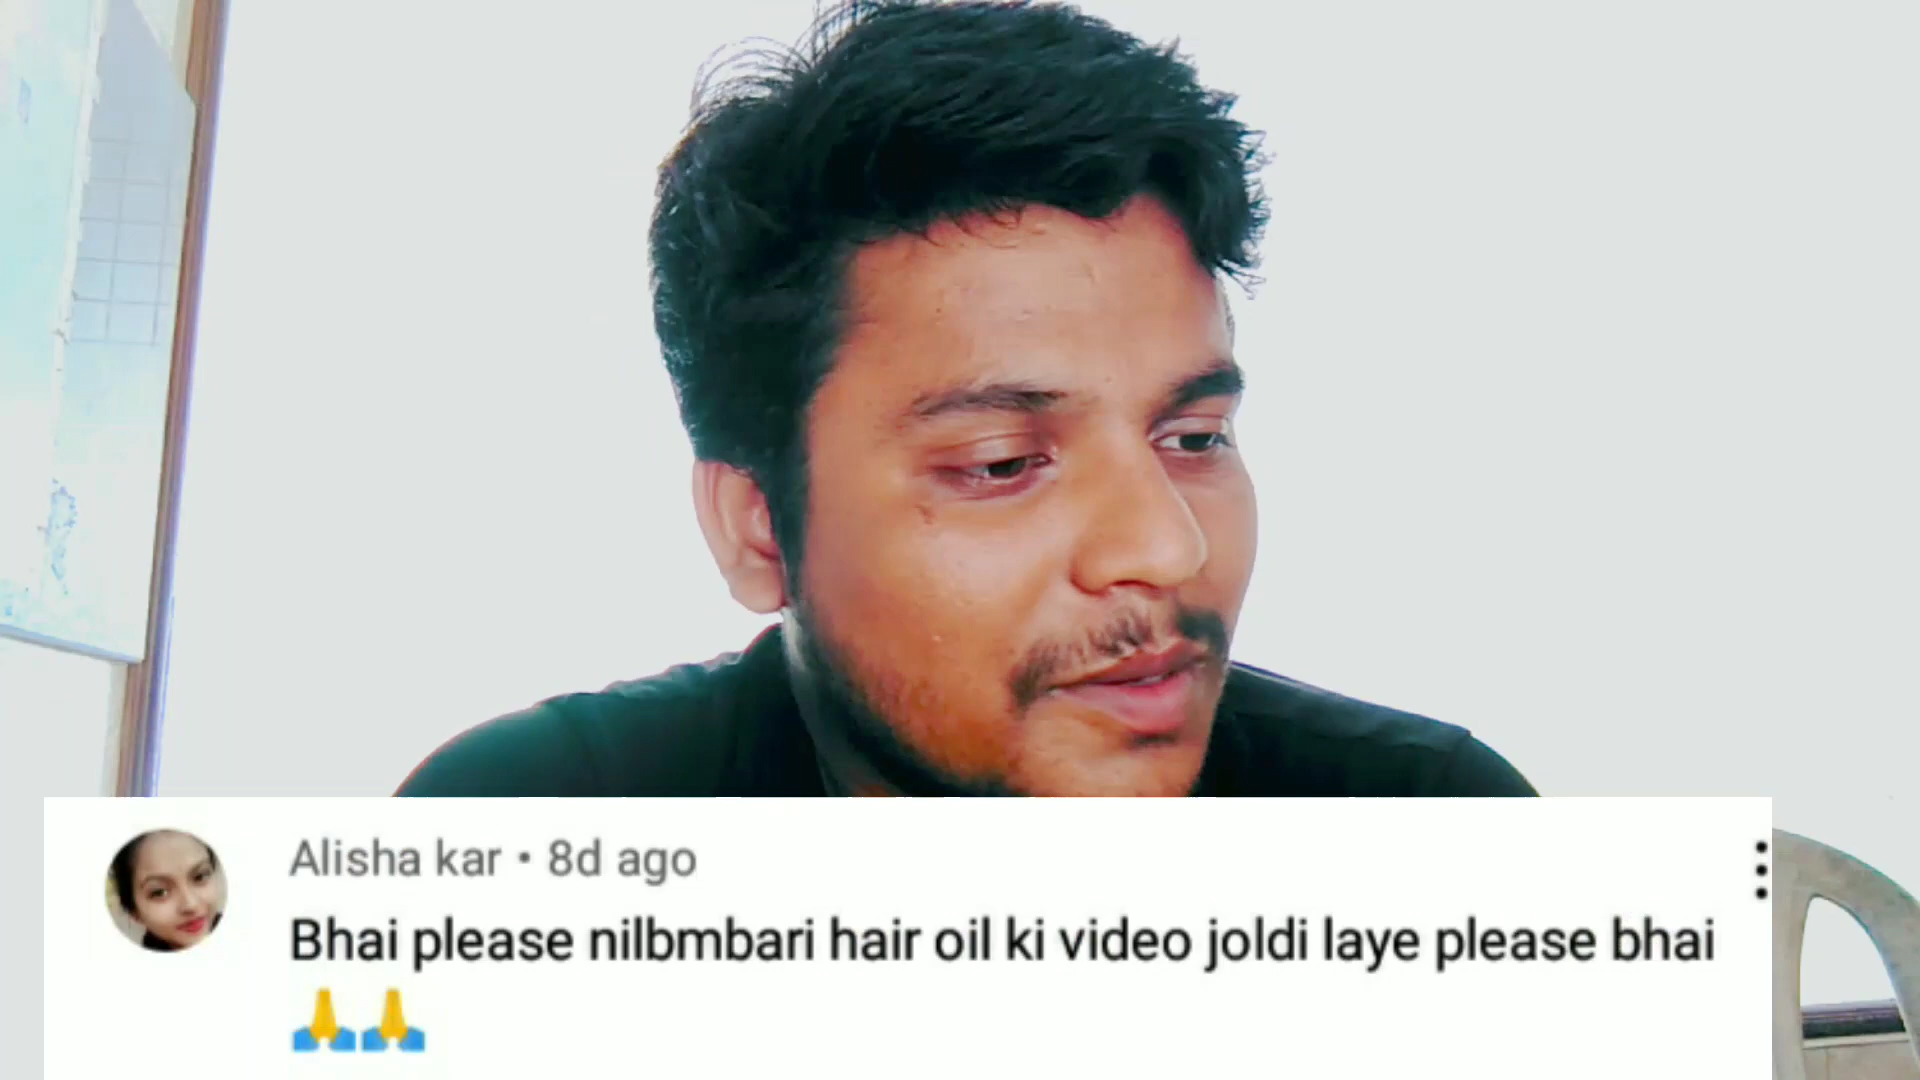 Alisha kar • 8d ago
Bhai please nilbmbari hair oil ki video joldi laye please bhai
🙏🙏